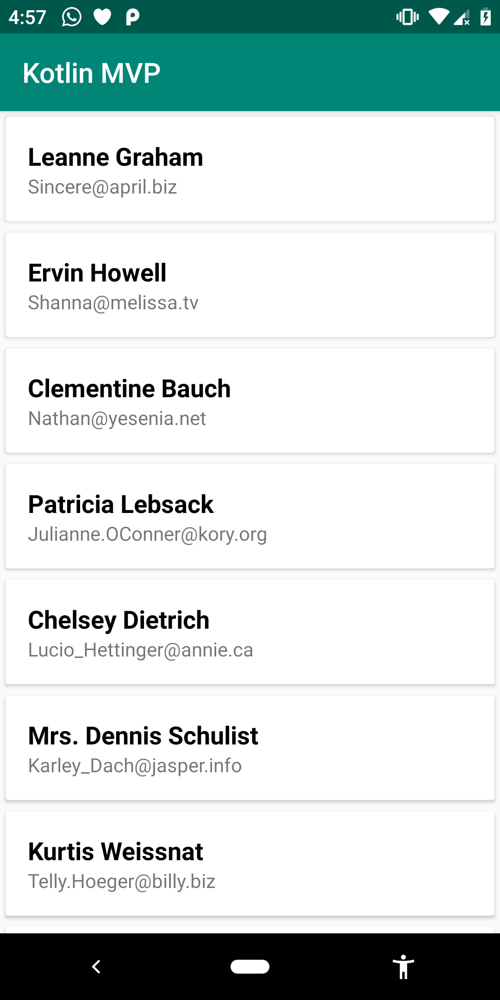 4:57
Kotlin MVP
Leanne Graham
Sincere@april.biz
Ervin Howell
Shanna@melissa.tv
Clementine Bauch
Nathan@yesenia.net
Patricia Lebsack
Julianne.OConner@kory.org
Chelsey Dietrich
Lucio_Hettinger@annie.ca
Mrs. Dennis Schulist
Karley_Dach@jasper.info
Kurtis Weissnat
Telly.Hoeger@billy.biz